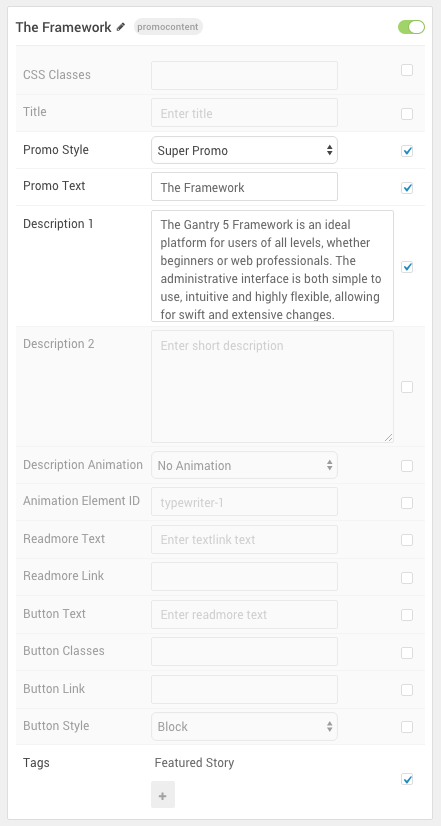 The Framework promocontent
CSS Classes
Title Enter title
Promo Style Super Promo
Promo Text The Framework
Description 1 The Gantry 5 Framework is an ideal
platform for users of all levels, whether
beginners or web professionals. The
administrative interface is both simple to
use, intuitive and highly flexible, allowing
for swift and extensive changes.
Description 2 Enter short description
Description Animation No Animation
Animation Element ID typewriter-1
Readmore Text Enter textlink text
Readmore Link
Button Text Enter readmore text
Button Classes
Button Link
Button Style Block
Tags Featured Story
+